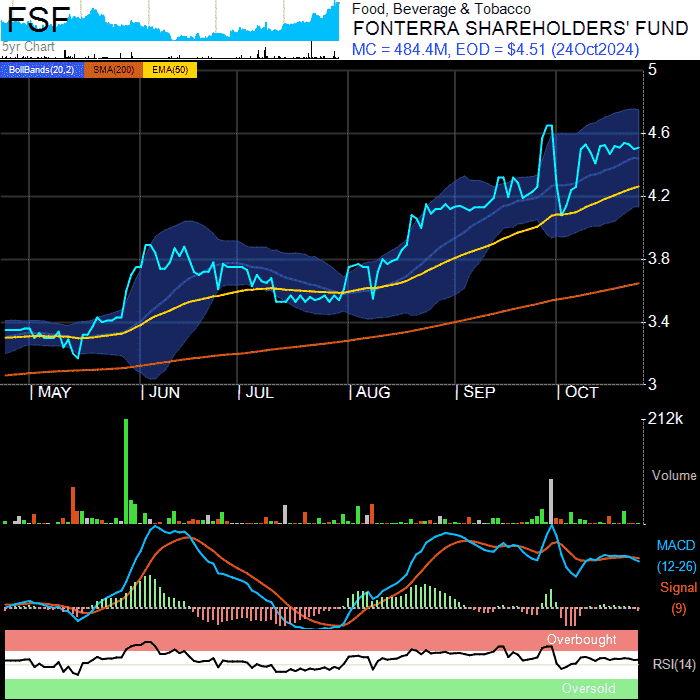 FSF
5yr Chart
Food, Beverage & Tobacco
FONTERRA SHAREHOLDERS' FUND
MC = 484.4M, EOD = $4.51 (24Oct2024)
BollBands(20,2) SMA(200) EMA(50)
5
4.6
4.2
3.8
3.4
3
MAY JUN JUL AUG SEP OCT
212k
Volume
MACD
(12-26)
Signal
(9)
Overbought
RSI(14)
Oversold